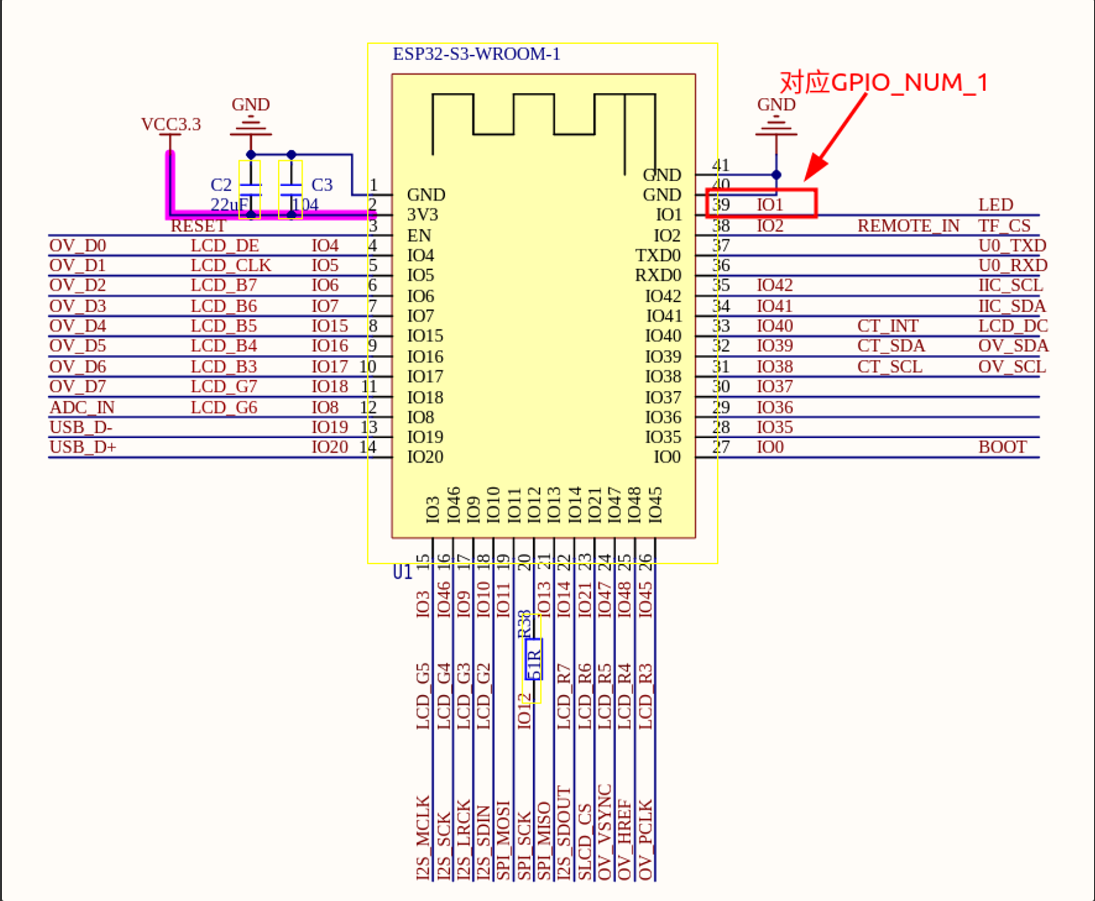 ESP32-S3-WROOM-1
对应GPIO_NUM_1
GND
VCC3.3
C2
22uF
C3
104
GND
RESET
OV_D0 LCD_DE IO4
OV_D1 LCD_CLK IO5
OV_D2 LCD_B7 IO6
OV_D3 LCD_B6 IO7
OV_D4 LCD_B5 IO15
OV_D5 LCD_B4 IO16
OV_D6 LCD_B3 IO17
OV_D7 LCD_G7 IO18
ADC_IN LCD_G6 IO8
USB_D- IO19
USB_D+ IO20
1 GND
2 3V3
3 EN
4 IO4
5 IO5
6 IO6
7 IO7
8 IO15
9 IO16
10 IO17
11 IO18
12 IO8
13 IO19
14 IO20
GND 41
GND 40
IO1 39 IO1 LED
IO2 38 IO2 REMOTE_IN TF_CS
TXD0 37 U0_TXD
RXD0 36 U0_RXD
IO42 35 IO42 IIC_SCL
IO41 34 IO41 IIC_SDA
IO40 33 IO40 CT_INT LCD_DC
IO39 32 IO39 CT_SDA OV_SDA
IO38 31 IO38 CT_SCL OV_SCL
IO37 30 IO37
IO36 29 IO36
IO35 28 IO35
IO0 27 IO0 BOOT
U1
IO3 15 IO3 LCD_G5 I2S_MCLK
IO46 16 IO46 LCD_G4 I2S_SCK
IO9 17 IO9 LCD_G3 I2S_LRCK
IO10 18 IO10 LCD_G2 I2S_SDIN
IO11 19 IO11 SPI_MOSI
IO12 20 R38 51R IO12 SPI_SCK
IO13 21 IO13 SPI_MISO
IO14 22 IO14 LCD_R7 I2S_SDOUT
IO21 23 IO21 LCD_R6 SLCD_CS
IO47 24 IO47 LCD_R5 OV_VSYNC
IO48 25 IO48 LCD_R4 OV_HREF
IO45 26 IO45 LCD_R3 OV_PCLK